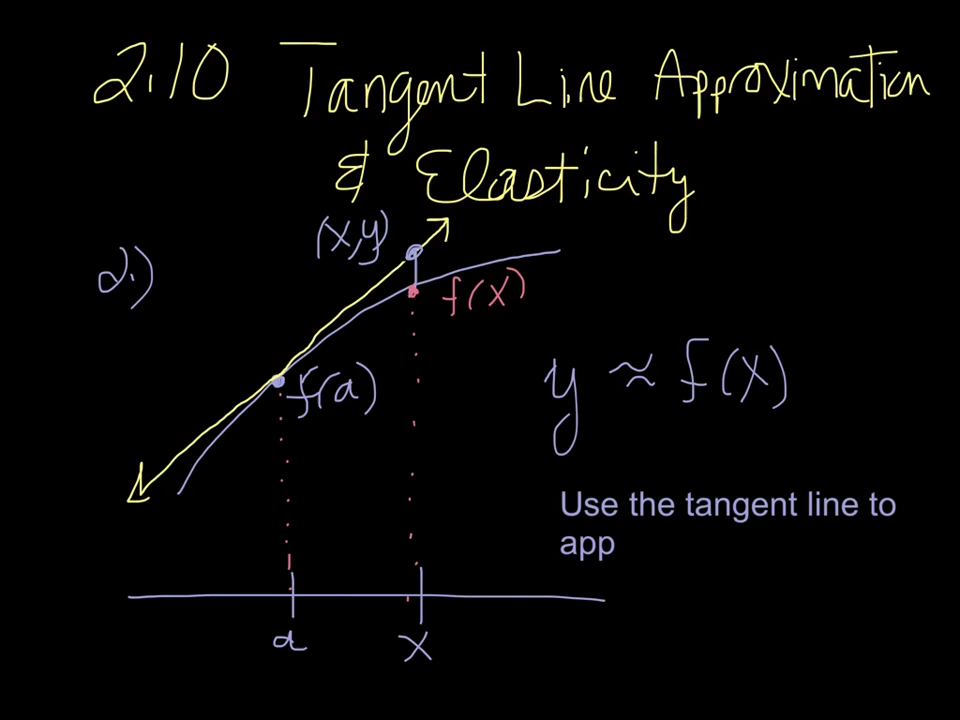 2.10 Tangent Line Approximation
& Elasticity
(x,y)
2.)
f(x)
f(a)
y ≈ f(x)
Use the tangent line to
app
a
x